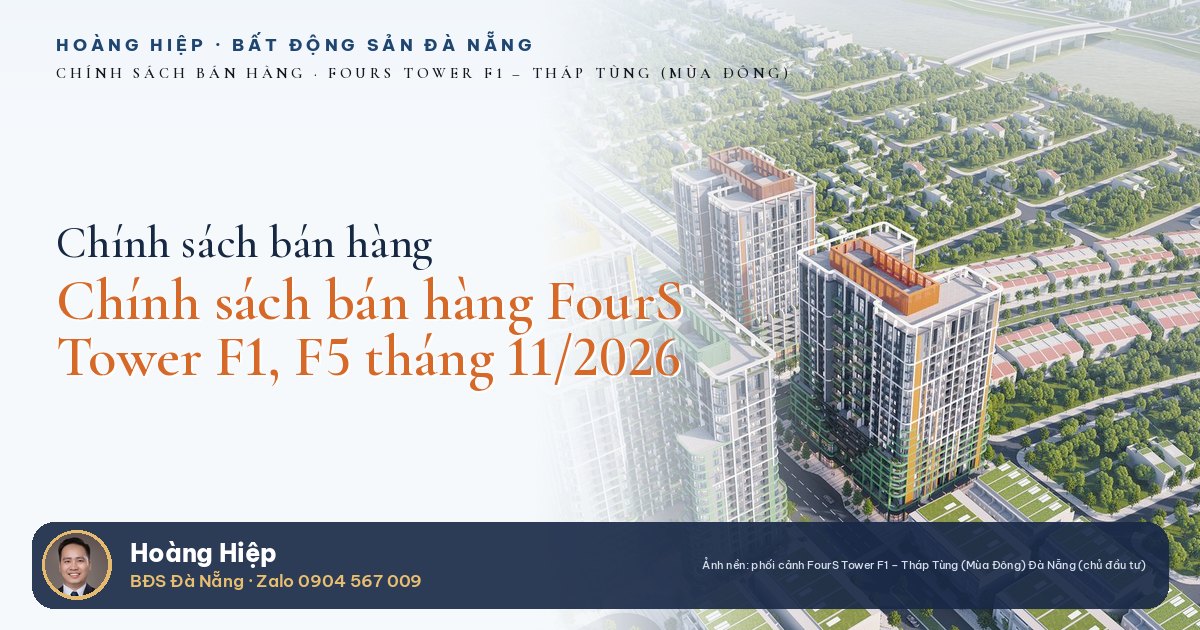 HOÀNG HIỆP · BẤT ĐỘNG SẢN ĐÀ NẴNG
CHÍNH SÁCH BÁN HÀNG · FOURS TOWER F1 – THÁP TÙNG (MÙA ĐÔNG)
Chính sách bán hàng
Chính sách bán hàng FourS
Tower F1, F5 tháng 11/2026
Hoàng Hiệp
BĐS Đà Nẵng · Zalo 0904 567 009
Ảnh nền: phối cảnh FourS Tower F1 – Tháp Tùng (Mùa Đông) Đà Nẵng (chủ đầu tư)